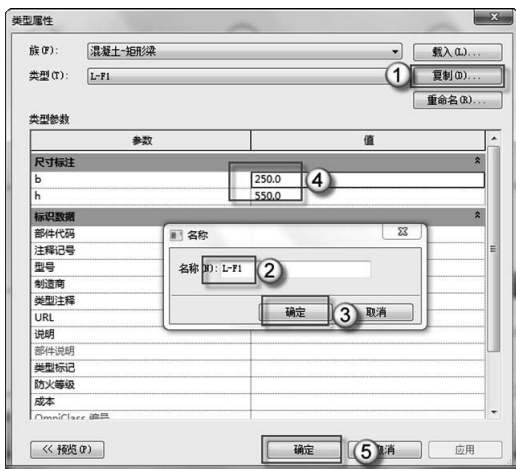 类型属性
族(F): 混凝土-矩形梁 载入(L)...
类型(T): L-F1 ① 复制(D)...
重命名(R)...
类型参数
参数 值
尺寸标注
b 250.0 ④
h 550.0
标识数据
部件代码
名称
注释记号
型号
名称(N): L-F1 ②
制造商
类型注释
确定 ③ 取消
URL
说明
部件说明
类型标记
防火等级
成本
OmniClass 编号
<< 预览(P) 确定 ⑤ 消 应用